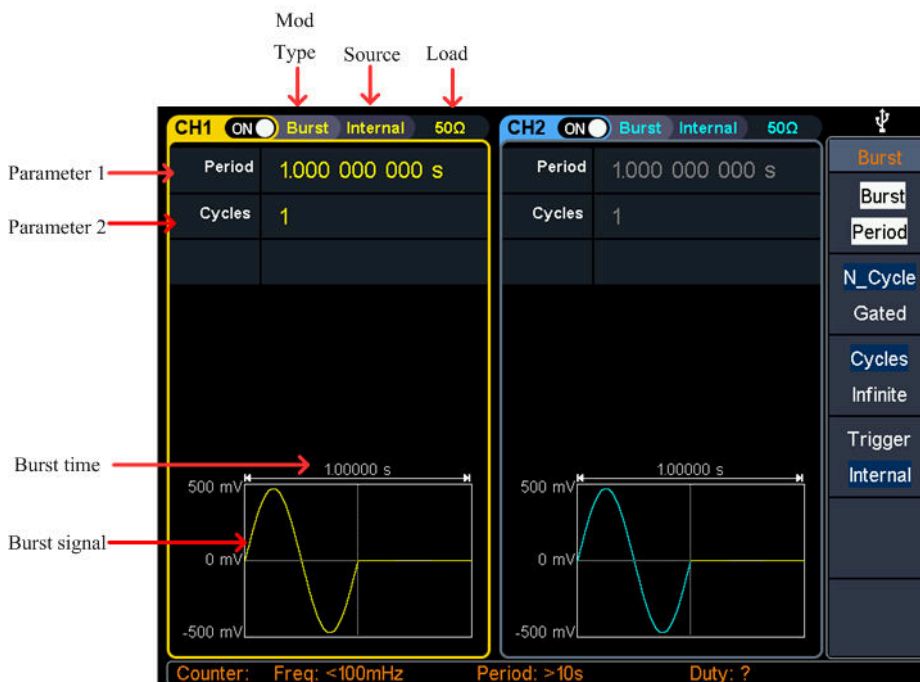 Mod
Type Source Load
CH1 ON Burst Internal 50Ω CH2 ON Burst Internal 50Ω
Burst
Parameter 1 Period 1.000 000 000 s Period 1.000 000 000 s
Burst
Period
Parameter 2 Cycles 1 Cycles 1
N_Cycle
Gated
Cycles
Infinite
Trigger
Internal
Burst time 1.00000 s 1.00000 s
500 mV 500 mV
Burst signal
0 mV 0 mV
-500 mV -500 mV
Counter: Freq: <100mHz Period: >10s Duty: ?